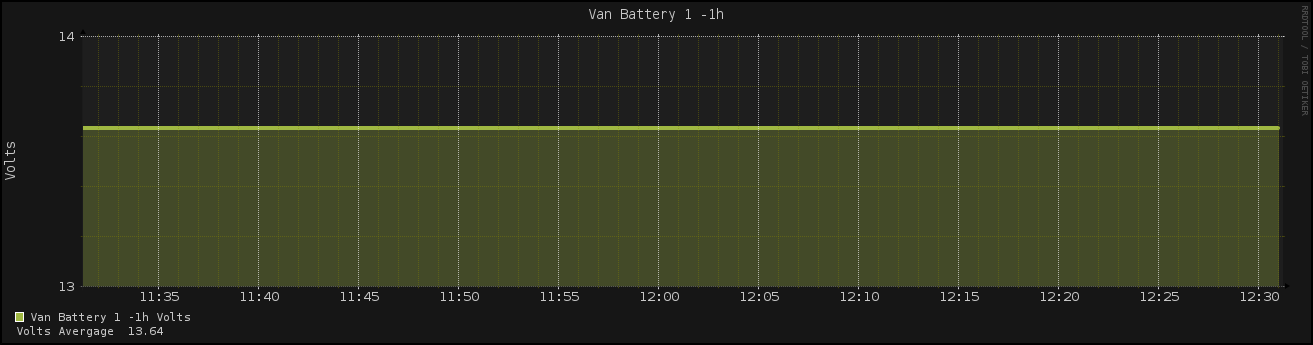 Van Battery 1 -1h
RRDTOOL / TOBI OETIKER
Volts
14
13
11:35 11:40 11:45 11:50 11:55 12:00 12:05 12:10 12:15 12:20 12:25 12:30
Van Battery 1 -1h Volts
Volts Avergage 13.64